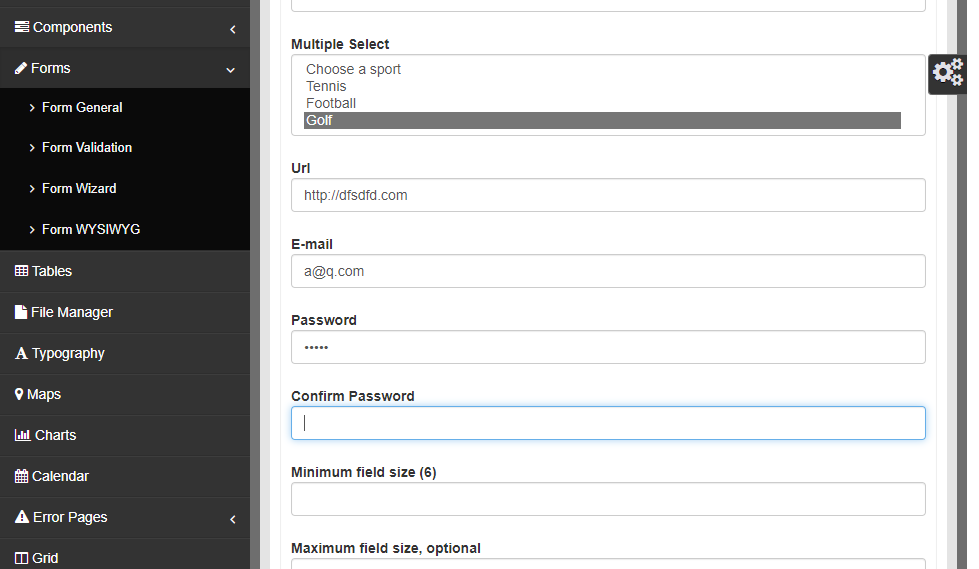 Components
Forms
Form General
Form Validation
Form Wizard
Form WYSIWYG
Tables
File Manager
Typography
Maps
Charts
Calendar
Error Pages
Grid
Multiple Select
Choose a sport
Tennis
Football
Golf
Url
http://dfsdfd.com
E-mail
a@q.com
Password
•••••
Confirm Password
Minimum field size (6)
Maximum field size, optional